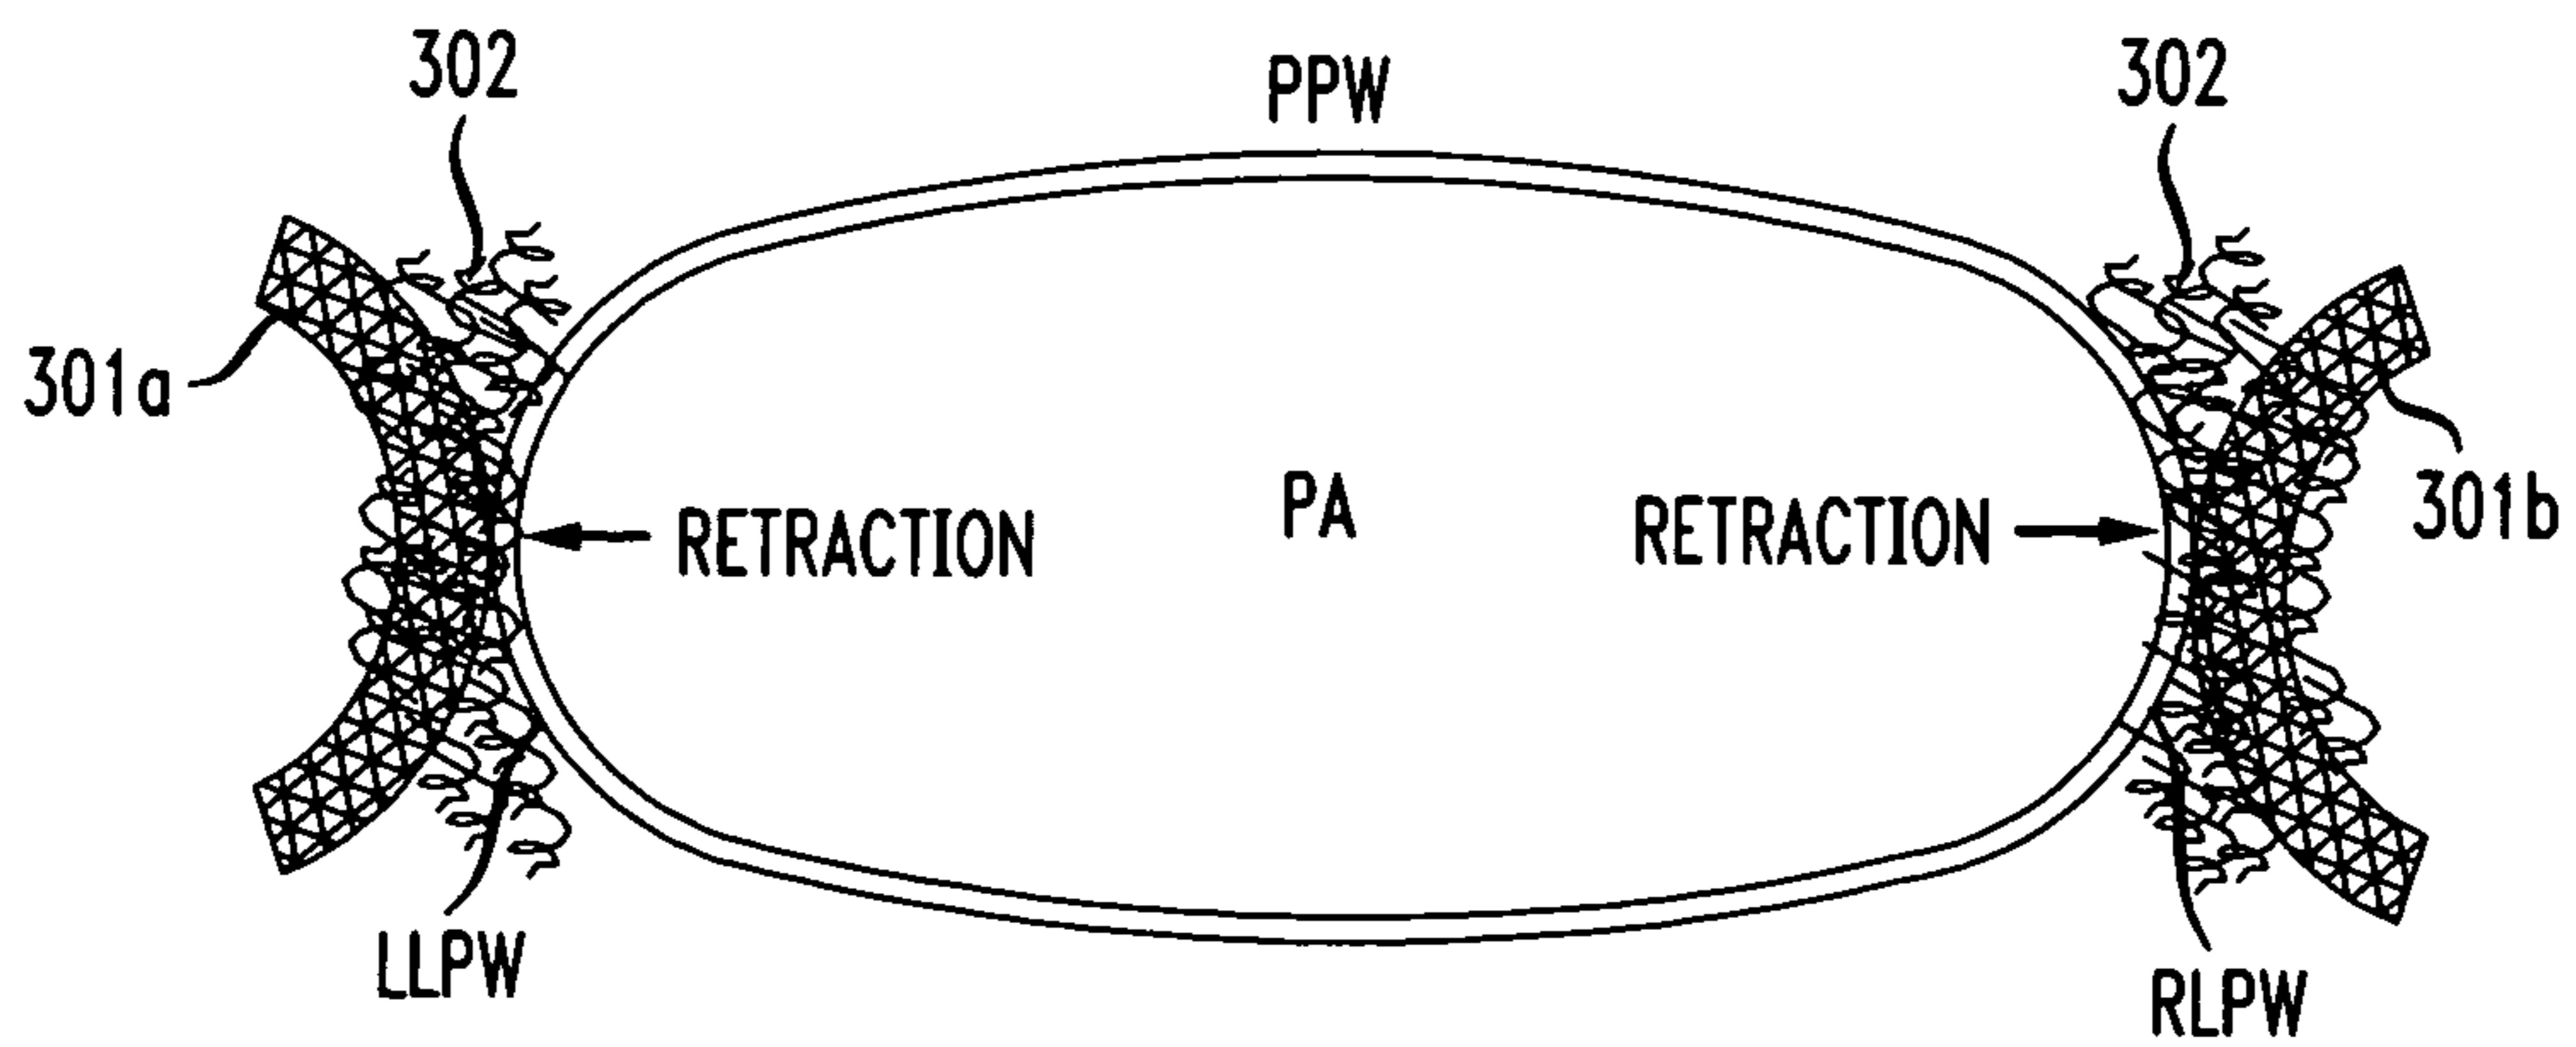 302
PPW
302
301a
PA
RETRACTION
RETRACTION
301b
LLPW
RLPW